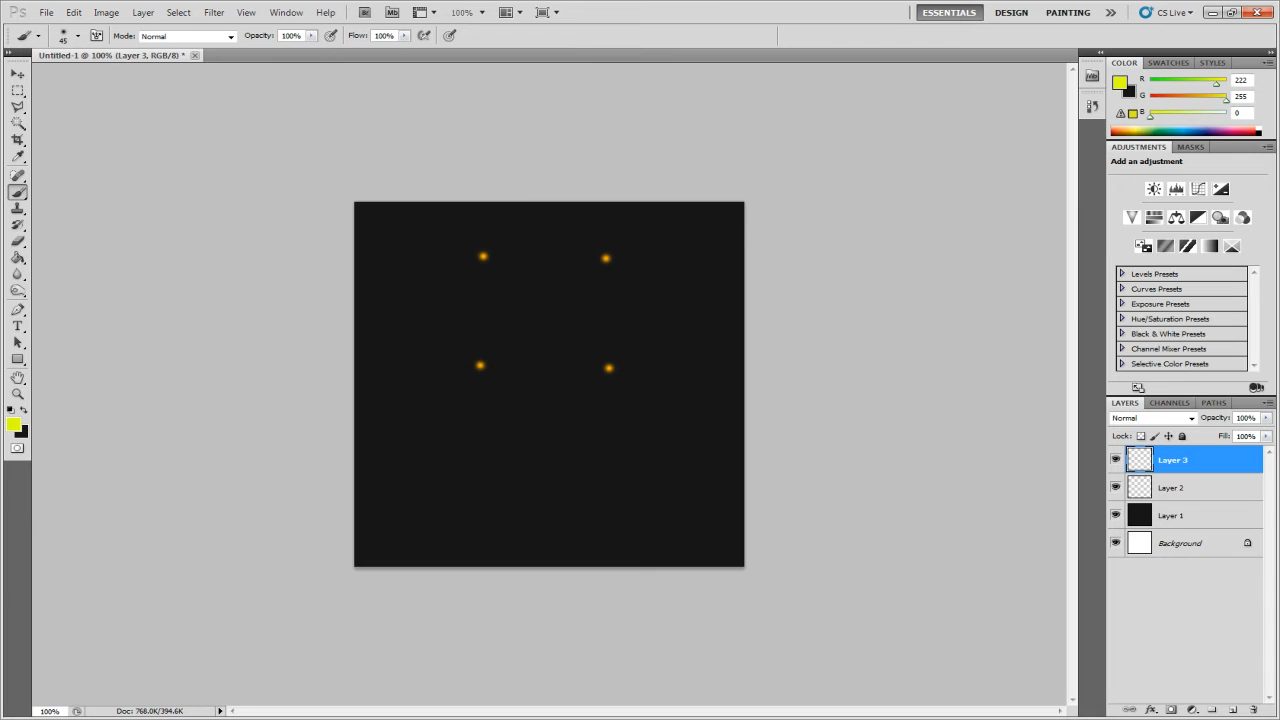 Ps File Edit Image Layer Select Filter Analysis View Window Help Br Mb 100% ESSENTIALS DESIGN PAINTING CS Live
45 Mode: Normal Opacity: 100% Flow: 100%
Untitled-1 @ 100% (Layer 3, RGB/8) *
COLOR SWATCHES STYLES
R 222
G 255
B 0
ADJUSTMENTS MASKS
Add an adjustment
Levels Presets
Curves Presets
Exposure Presets
Hue/Saturation Presets
Black & White Presets
Channel Mixer Presets
Selective Color Presets
LAYERS CHANNELS PATHS
Normal Opacity: 100%
Lock: Fill: 100%
Layer 3
Layer 2
Layer 1
Background
100% Doc: 768.0K/394.6K